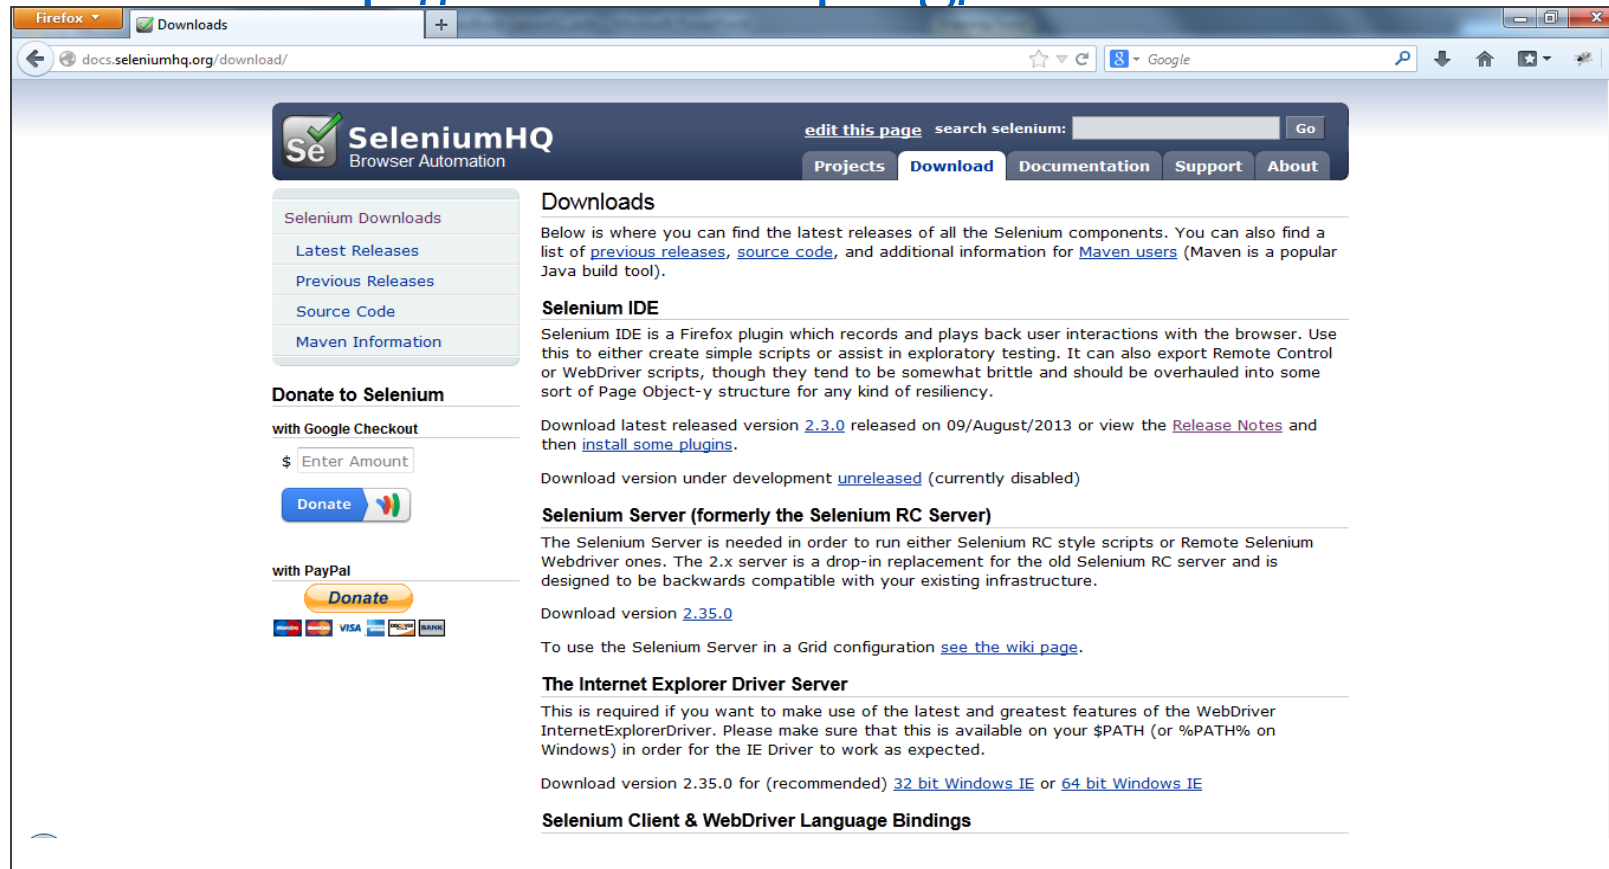 Firefox
Downloads
docs.seleniumhq.org/download/
Google
Se
SeleniumHQ
Browser Automation
edit this page search selenium: Go
Projects Download Documentation Support About
Selenium Downloads
Latest Releases
Previous Releases
Source Code
Maven Information
Donate to Selenium
with Google Checkout
$ Enter Amount
Donate
with PayPal
Donate
VISA
BANK
Downloads
Below is where you can find the latest releases of all the Selenium components. You can also find a
list of previous releases, source code, and additional information for Maven users (Maven is a popular
Java build tool).
Selenium IDE
Selenium IDE is a Firefox plugin which records and plays back user interactions with the browser. Use
this to either create simple scripts or assist in exploratory testing. It can also export Remote Control
or WebDriver scripts, though they tend to be somewhat brittle and should be overhauled into some
sort of Page Object-y structure for any kind of resiliency.
Download latest released version 2.3.0 released on 09/August/2013 or view the Release Notes and
then install some plugins.
Download version under development unreleased (currently disabled)
Selenium Server (formerly the Selenium RC Server)
The Selenium Server is needed in order to run either Selenium RC style scripts or Remote Selenium
Webdriver ones. The 2.x server is a drop-in replacement for the old Selenium RC server and is
designed to be backwards compatible with your existing infrastructure.
Download version 2.35.0
To use the Selenium Server in a Grid configuration see the wiki page.
The Internet Explorer Driver Server
This is required if you want to make use of the latest and greatest features of the WebDriver
InternetExplorerDriver. Please make sure that this is available on your $PATH (or %PATH% on
Windows) in order for the IE Driver to work as expected.
Download version 2.35.0 for (recommended) 32 bit Windows IE or 64 bit Windows IE
Selenium Client & WebDriver Language Bindings